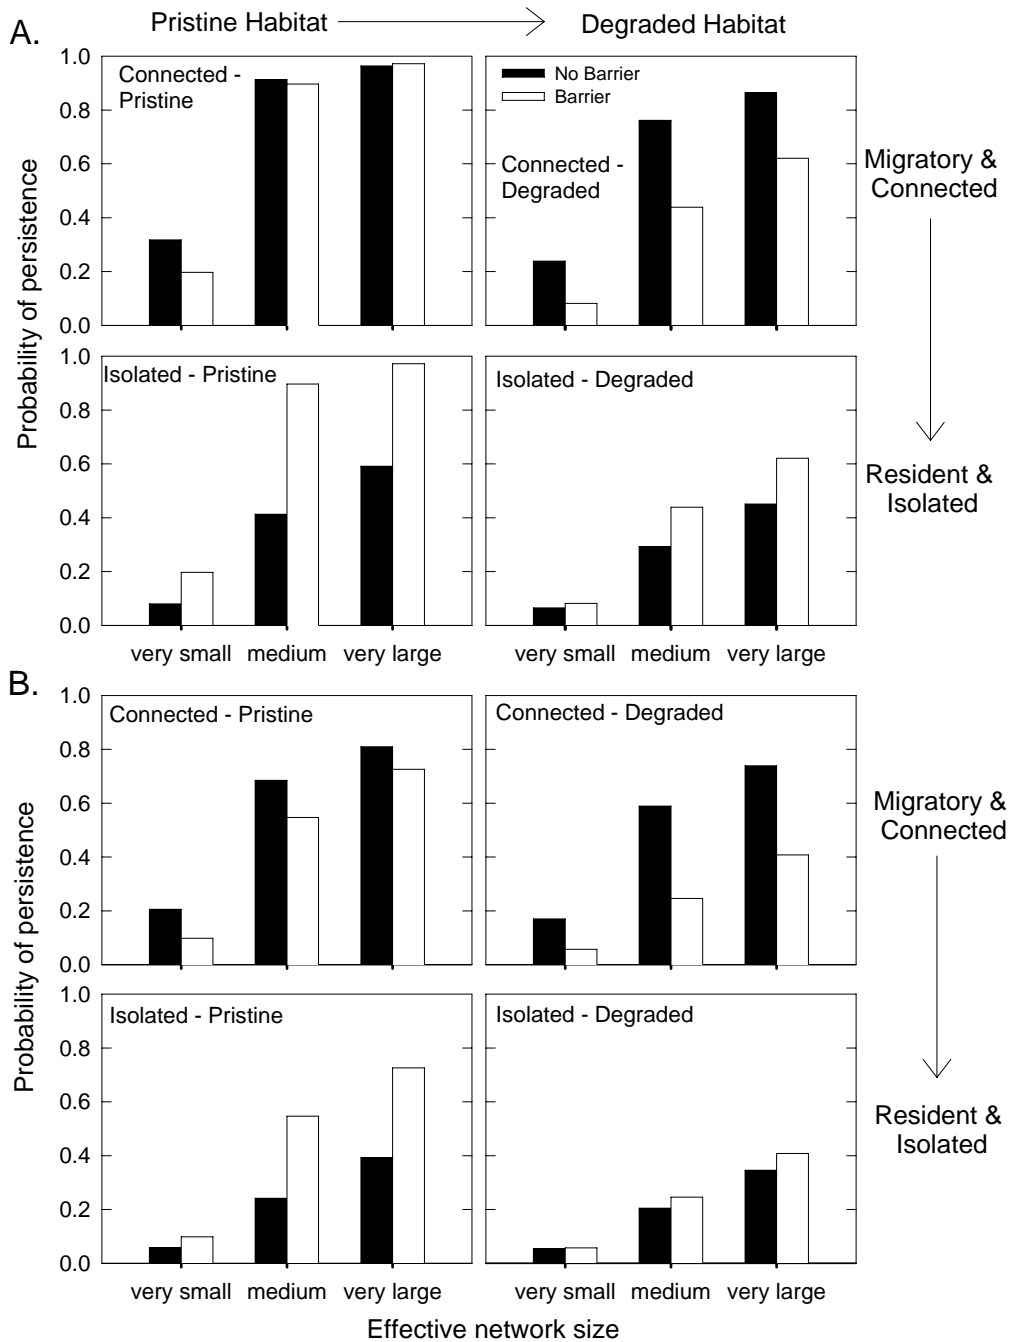 A.
Pristine Habitat
Degraded Habitat
Probability of persistence
1.0
0.8
0.6
0.4
0.2
0.0
Connected -
Pristine
No Barrier
Barrier
Connected -
Degraded
Migratory &
Connected
1.0
0.8
0.6
0.4
0.2
0.0
Isolated - Pristine
Isolated - Degraded
Resident &
Isolated
very small medium very large
very small medium very large
B.
Probability of persistence
1.0
0.8
0.6
0.4
0.2
0.0
Connected - Pristine
Connected - Degraded
Migratory &
Connected
1.0
0.8
0.6
0.4
0.2
0.0
Isolated - Pristine
Isolated - Degraded
Resident &
Isolated
very small medium very large
very small medium very large
Effective network size